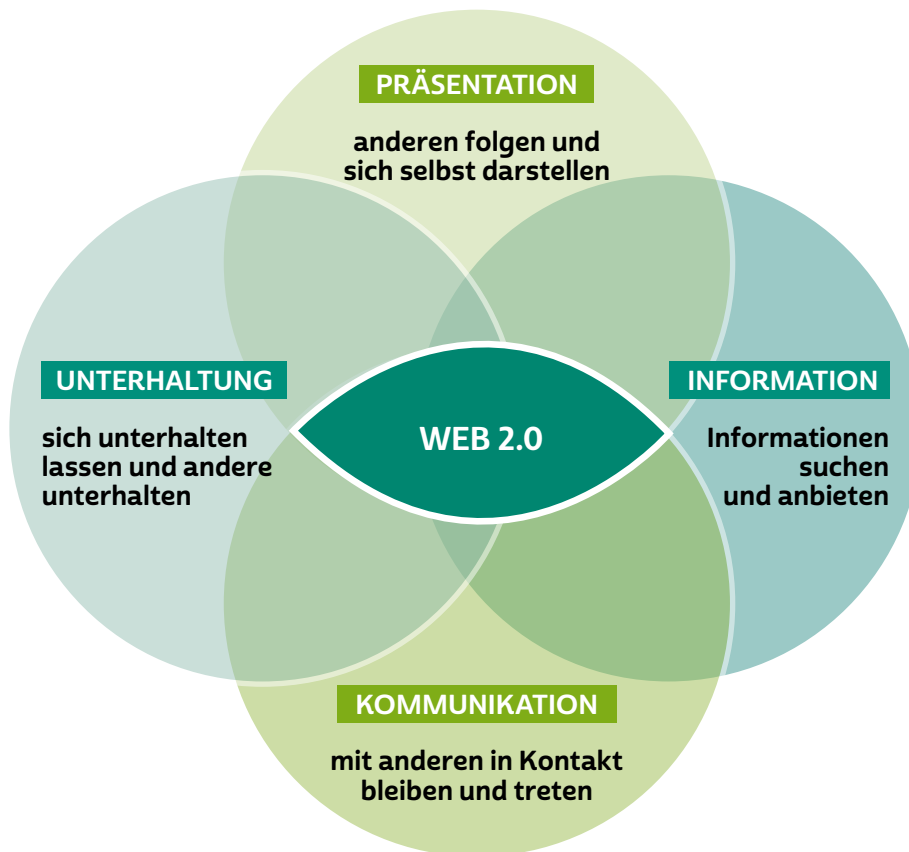 PRÄSENTATION
anderen folgen und
sich selbst darstellen
UNTERHALTUNG
sich unterhalten
lassen und andere
unterhalten
WEB 2.0
INFORMATION
Informationen
suchen
und anbieten
KOMMUNIKATION
mit anderen in Kontakt
bleiben und treten